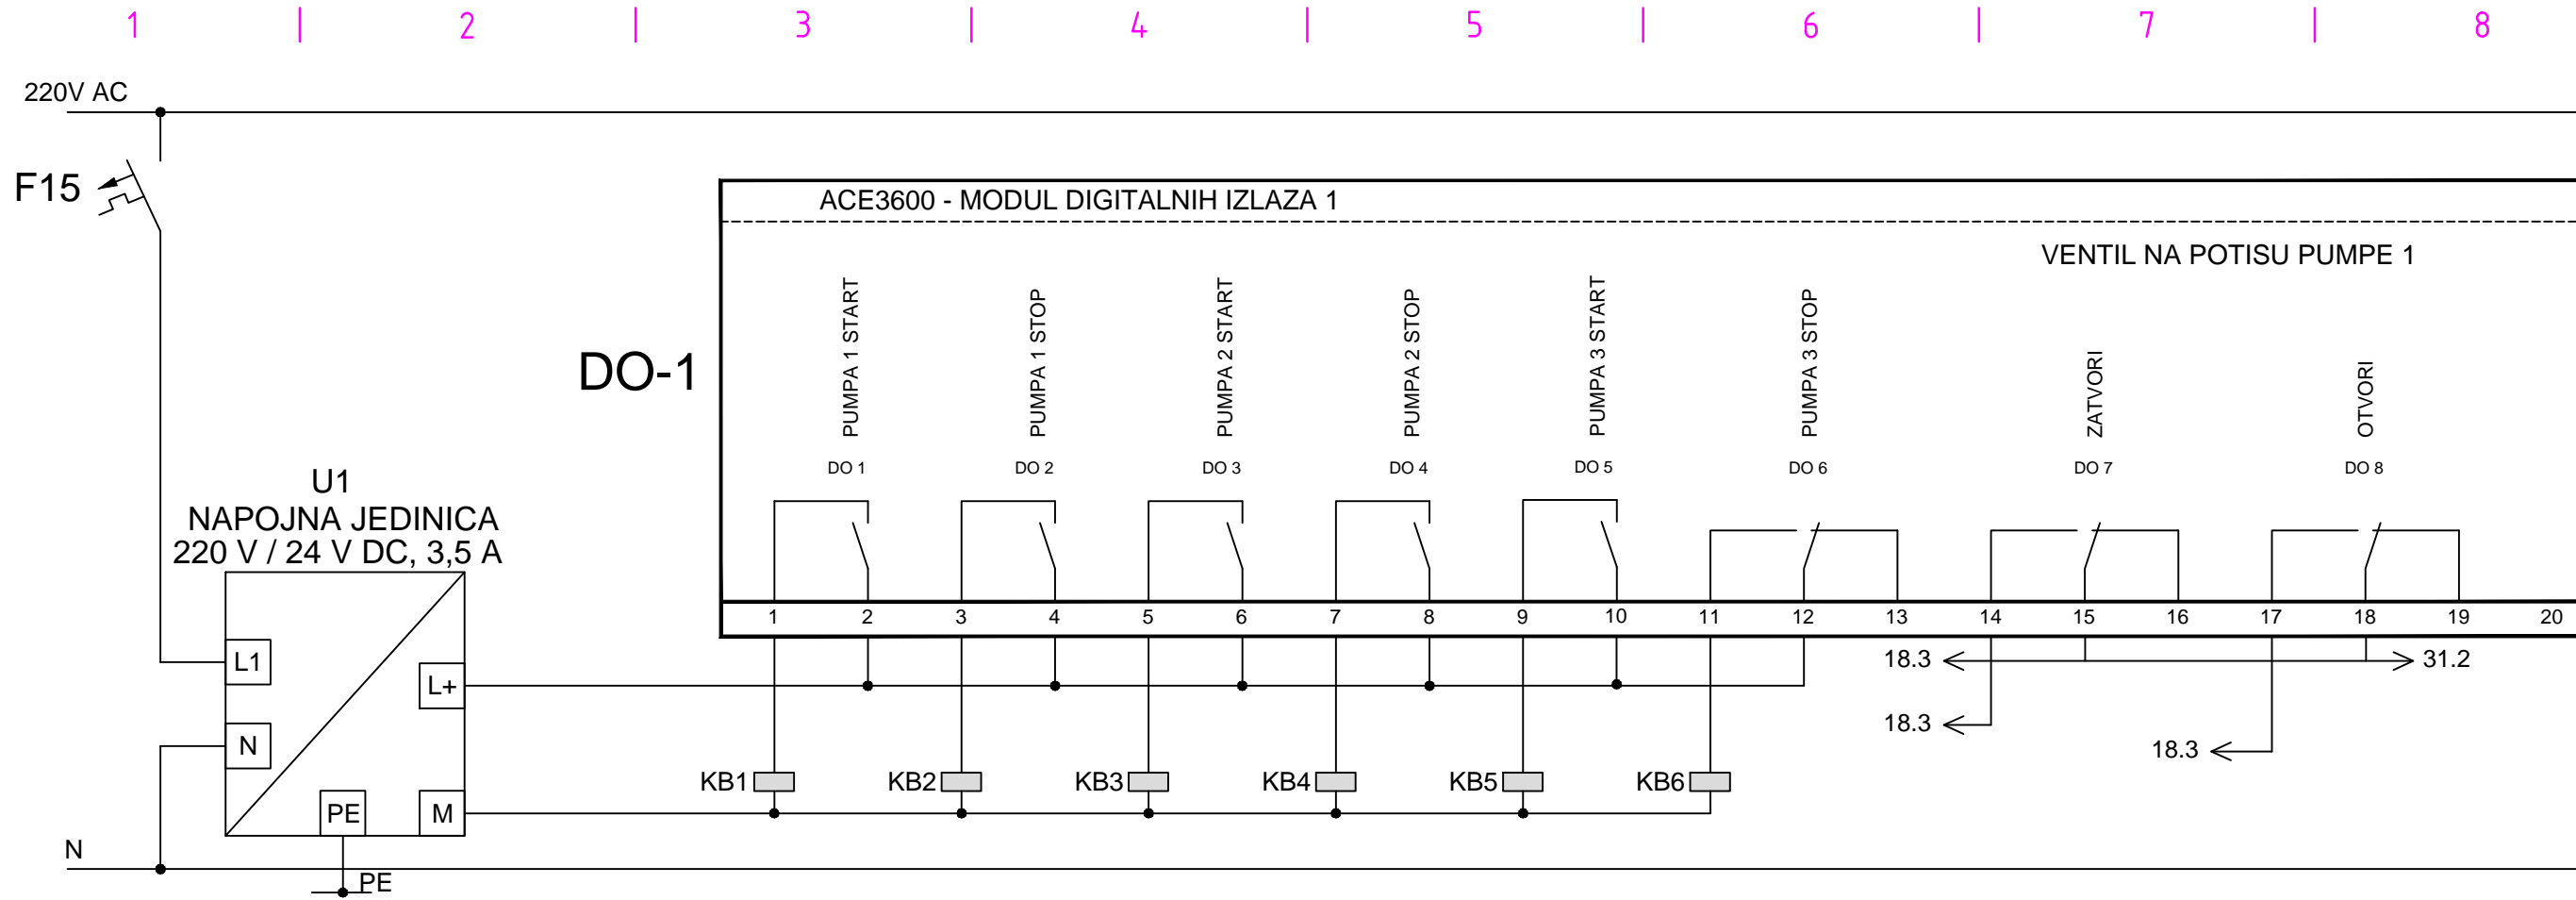 1 2 3 4 5 6 7 8
220V AC
F15
ACE3600 - MODUL DIGITALNIH IZLAZA 1
VENTIL NA POTISU PUMPE 1
DO-1
PUMPA 1 START
PUMPA 1 STOP
PUMPA 2 START
PUMPA 2 STOP
PUMPA 3 START
PUMPA 3 STOP
ZATVORI
OTVORI
DO 1 DO 2 DO 3 DO 4 DO 5 DO 6 DO 7 DO 8
U1
NAPOJNA JEDINICA
220 V / 24 V DC, 3,5 A
1 2 3 4 5 6 7 8 9 10 11 12 13 14 15 16 17 18 19 20
L1
L+
18.3 31.2
18.3
N
18.3
KB1 KB2 KB3 KB4 KB5 KB6
PE
M
N
PE